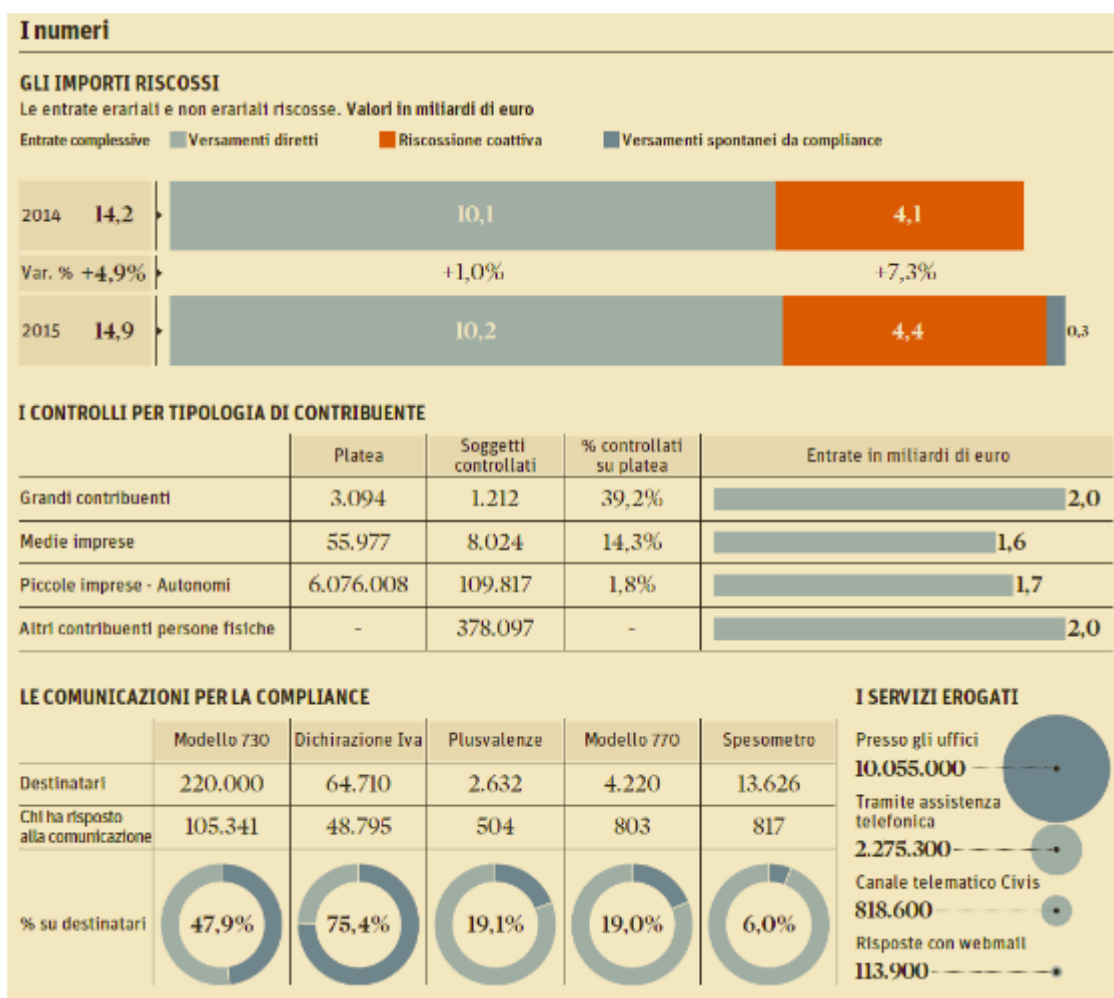 I numeri
GLI IMPORTI RISCOSSI
Le entrate erariali e non erariali riscosse. Valori in miliardi di euro
Entrate complessive Versamenti diretti Riscossione coattiva Versamenti spontanei da compliance
2014 14,2 10,1 4,1
Var. % +4,9% +1,0% +7,3%
2015 14,9 10,2 4,4 0,3
I CONTROLLI PER TIPOLOGIA DI CONTRIBUENTE
Platea Soggetti controllati % controllati su platea Entrate in miliardi di euro
Grandi contribuenti 3.094 1.212 39,2% 2,0
Medie imprese 55.977 8.024 14,3% 1,6
Piccole imprese - Autonomi 6.076.008 109.817 1,8% 1,7
Altri contribuenti persone fisiche - 378.097 - 2,0
LE COMUNICAZIONI PER LA COMPLIANCE
Modello 730 Dichirazione Iva Plusvalenze Modello 770 Spesometro
Destinatari 220.000 64.710 2.632 4.220 13.626
Chi ha risposto alla comunicazione 105.341 48.795 504 803 817
% su destinatari 47,9% 75,4% 19,1% 19,0% 6,0%
I SERVIZI EROGATI
Presso gli uffici
10.055.000
Tramite assistenza
telefonica
2.275.300
Canale telematico Civis
818.600
Risposte con webmail
113.900